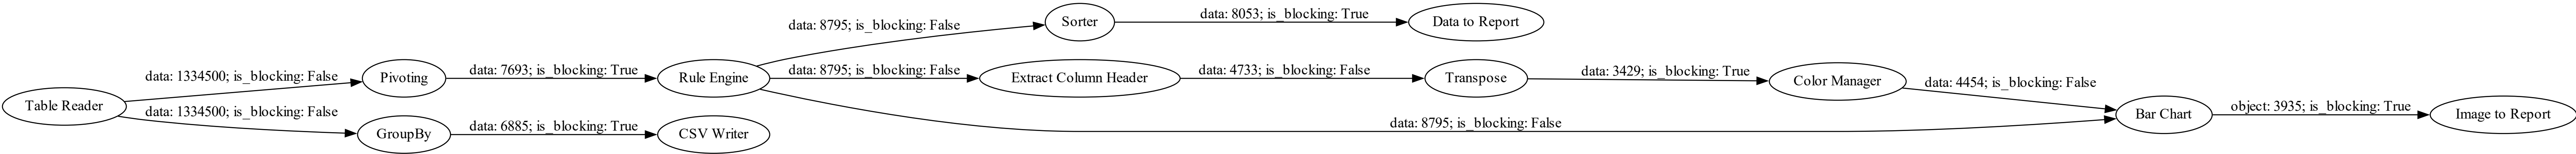 data: 8795; is_blocking: False
Sorter
data: 8053; is_blocking: True
Data to Report
data: 1334500; is_blocking: False
Pivoting
data: 7693; is_blocking: True
Rule Engine
data: 8795; is_blocking: False
Extract Column Header
data: 4733; is_blocking: False
Transpose
data: 3429; is_blocking: True
Color Manager
data: 4454; is_blocking: False
Table Reader
data: 1334500; is_blocking: False
GroupBy
data: 6885; is_blocking: True
CSV Writer
data: 8795; is_blocking: False
Bar Chart
object: 3935; is_blocking: True
Image to Report